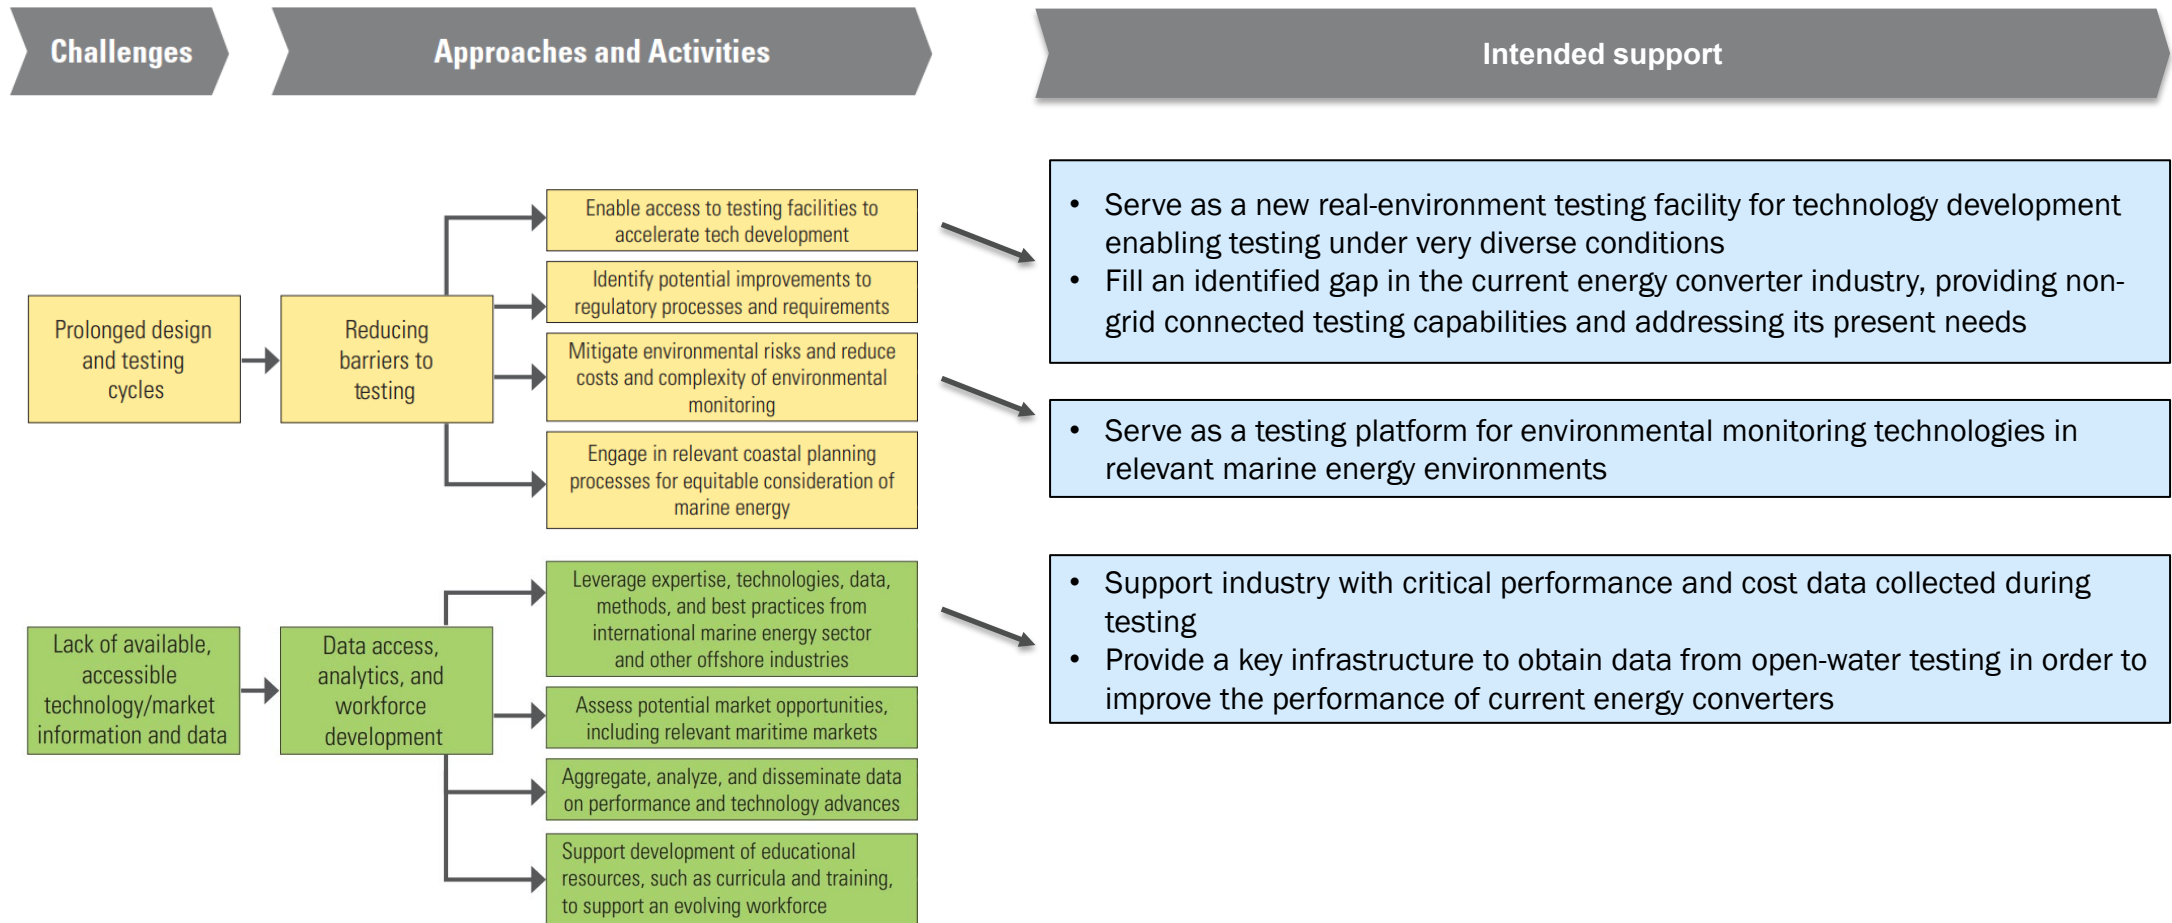 Challenges
Approaches and Activities
Intended support
Prolonged design
and testing
cycles
Reducing
barriers to
testing
Enable access to testing facilities to
accelerate tech development
Identify potential improvements to
regulatory processes and requirements
Mitigate environmental risks and reduce
costs and complexity of environmental
monitoring
Engage in relevant coastal planning
processes for equitable consideration of
marine energy
• Serve as a new real-environment testing facility for technology development
enabling testing under very diverse conditions
• Fill an identified gap in the current energy converter industry, providing non-
grid connected testing capabilities and addressing its present needs
• Serve as a testing platform for environmental monitoring technologies in
relevant marine energy environments
Lack of available,
accessible
technology/market
information and data
Data access,
analytics, and
workforce
development
Leverage expertise, technologies, data,
methods, and best practices from
international marine energy sector
and other offshore industries
Assess potential market opportunities,
including relevant maritime markets
Aggregate, analyze, and disseminate data
on performance and technology advances
Support development of educational
resources, such as curricula and training,
to support an evolving workforce
• Support industry with critical performance and cost data collected during
testing
• Provide a key infrastructure to obtain data from open-water testing in order to
improve the performance of current energy converters